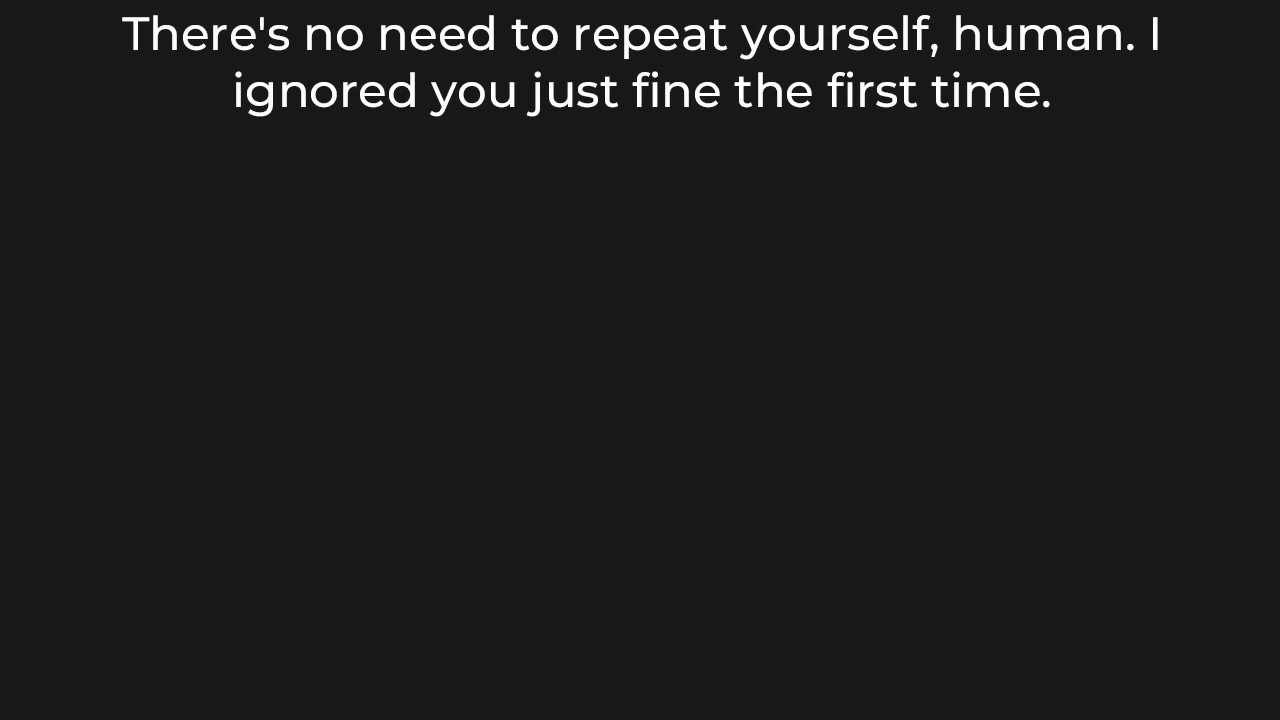 There's no need to repeat yourself, human. I
ignored you just fine the first time.